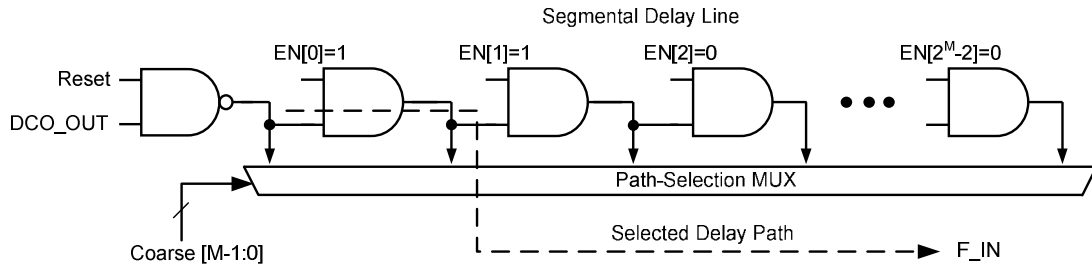 Segmental Delay Line
EN[0]=1
EN[1]=1
EN[2]=0
EN[2^M-2]=0
Reset
DCO_OUT
Path-Selection MUX
Coarse [M-1:0]
Selected Delay Path
F_IN